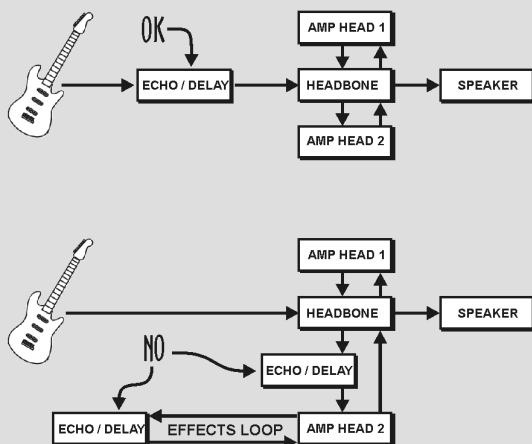 OK
AMP HEAD 1
ECHO / DELAY
HEADBONE
SPEAKER
AMP HEAD 2
AMP HEAD 1
HEADBONE
SPEAKER
NO
ECHO / DELAY
ECHO / DELAY
EFFECTS LOOP
AMP HEAD 2